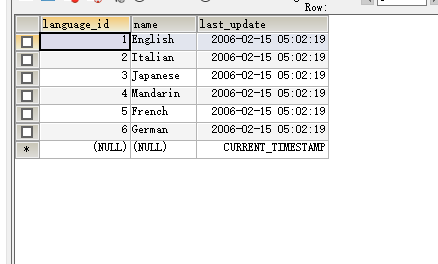 Row:
language_id name last_update
1 English 2006-02-15 05:02:19
2 Italian 2006-02-15 05:02:19
3 Japanese 2006-02-15 05:02:19
4 Mandarin 2006-02-15 05:02:19
5 French 2006-02-15 05:02:19
6 German 2006-02-15 05:02:19
* (NULL) (NULL) CURRENT_TIMESTAMP